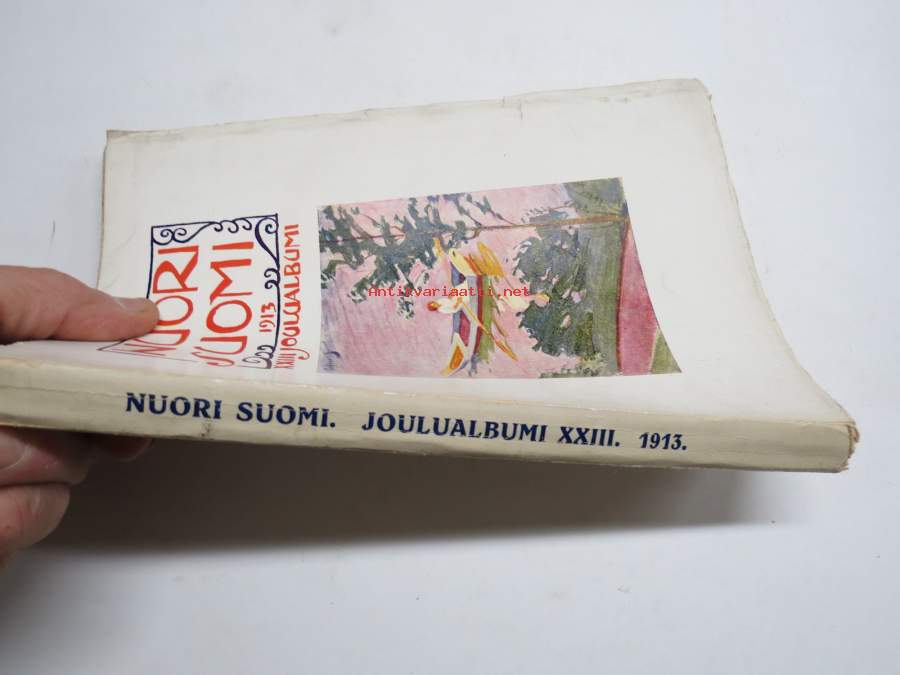 NUORI
SUOMI
1913
XXIII JOULUALBUMI
Antikvariaatti.net
NUORI SUOMI. JOULUALBUMI XXIII. 1913.